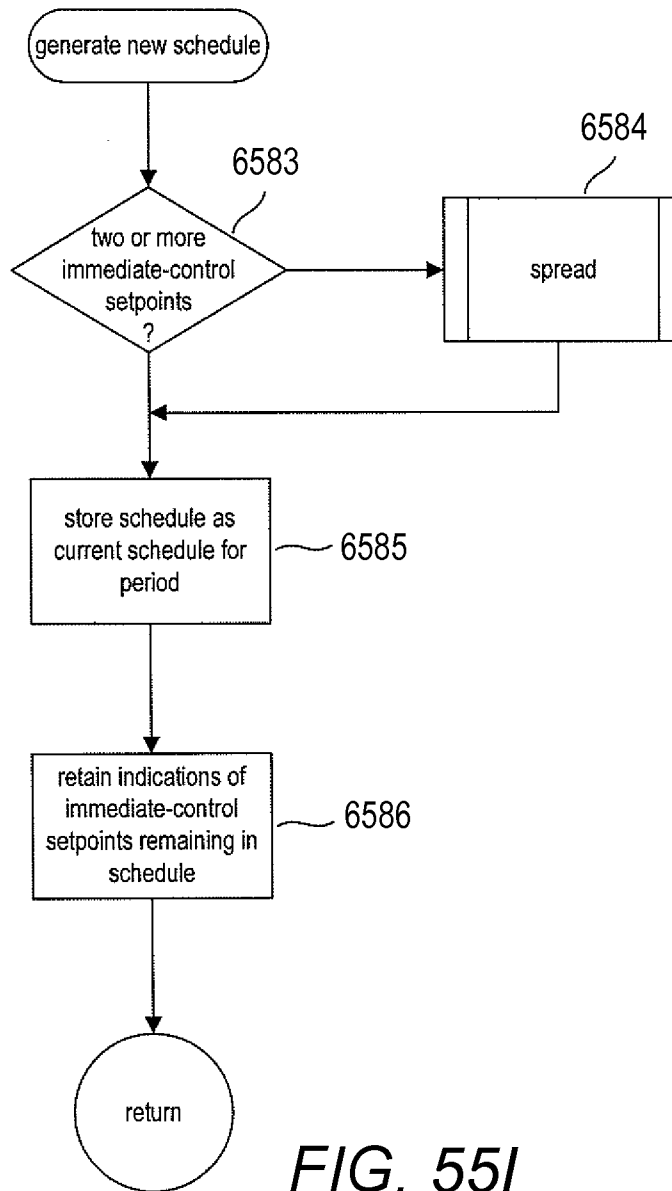 generate new schedule
6583
6584
two or more
immediate-control
setpoints
?
spread
store schedule as
current schedule for
period
6585
retain indications of
immediate-control
setpoints remaining in
schedule
6586
return
FIG. 55I